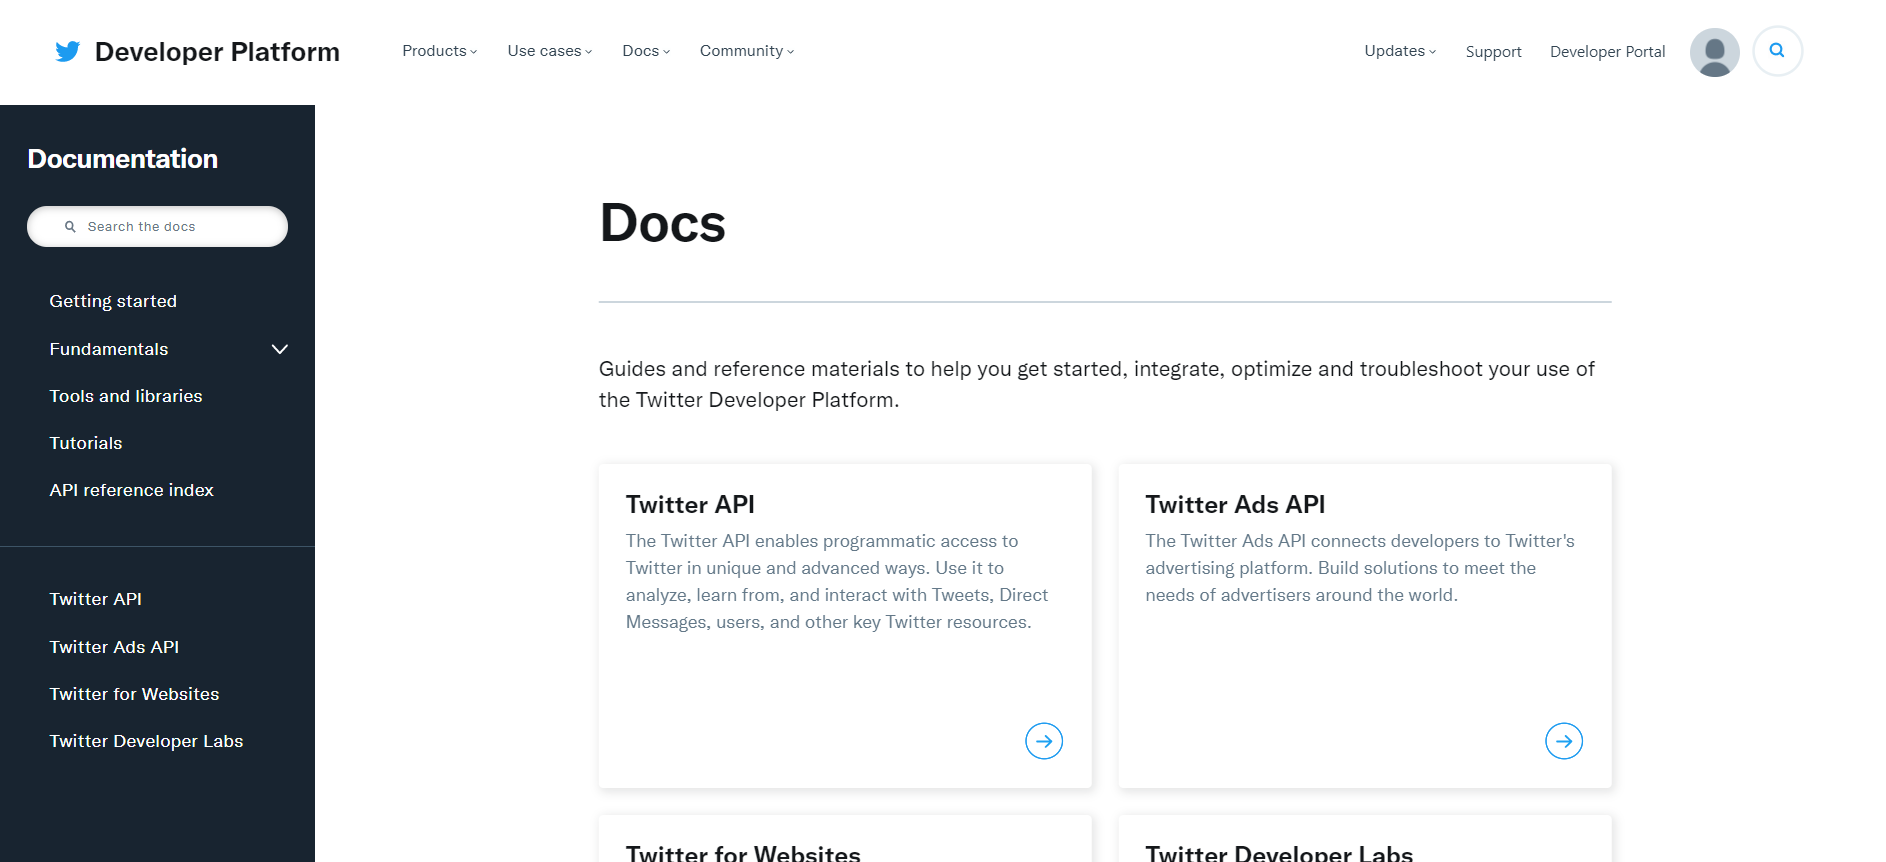 Developer Platform
Products
Use cases
Docs
Community
Updates
Support
Developer Portal
Documentation
Search the docs
Getting started
Fundamentals
Tools and libraries
Tutorials
API reference index
Twitter API
Twitter Ads API
Twitter for Websites
Twitter Developer Labs
Docs
Guides and reference materials to help you get started, integrate, optimize and troubleshoot your use of
the Twitter Developer Platform.
Twitter API
The Twitter API enables programmatic access to
Twitter in unique and advanced ways. Use it to
analyze, learn from, and interact with Tweets, Direct
Messages, users, and other key Twitter resources.
Twitter Ads API
The Twitter Ads API connects developers to Twitter's
advertising platform. Build solutions to meet the
needs of advertisers around the world.
Twitter for Websites
Twitter Developer Labs